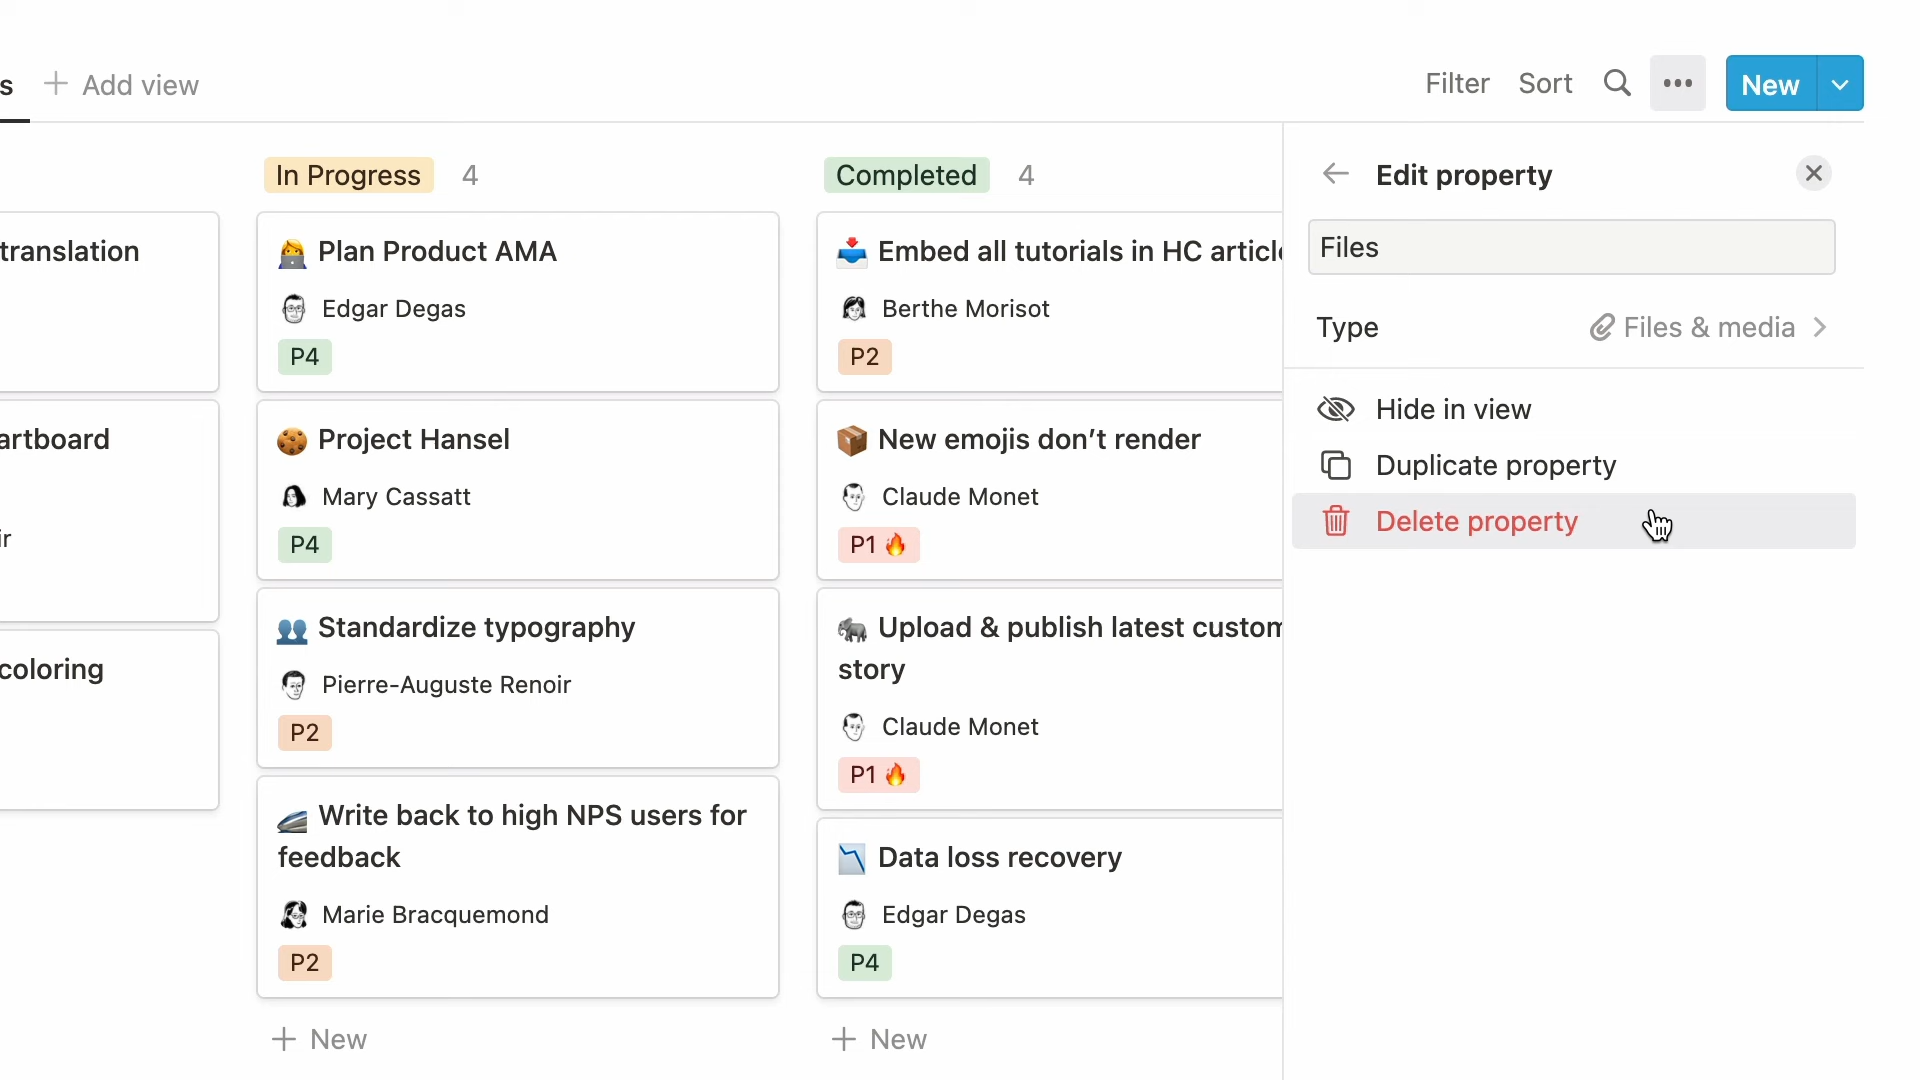 s
Add view
Filter
Sort
New
translation
artboard
ir
coloring
In Progress 4
Plan Product AMA
Edgar Degas
P4
Project Hansel
Mary Cassatt
P4
Standardize typography
Pierre-Auguste Renoir
P2
Write back to high NPS users for
feedback
Marie Bracquemond
P2
New
Completed 4
Embed all tutorials in HC article
Berthe Morisot
P2
New emojis don’t render
Claude Monet
P1
Upload & publish latest custom
story
Claude Monet
P1
Data loss recovery
Edgar Degas
P4
New
Edit property
Files
Type
Files & media
Hide in view
Duplicate property
Delete property